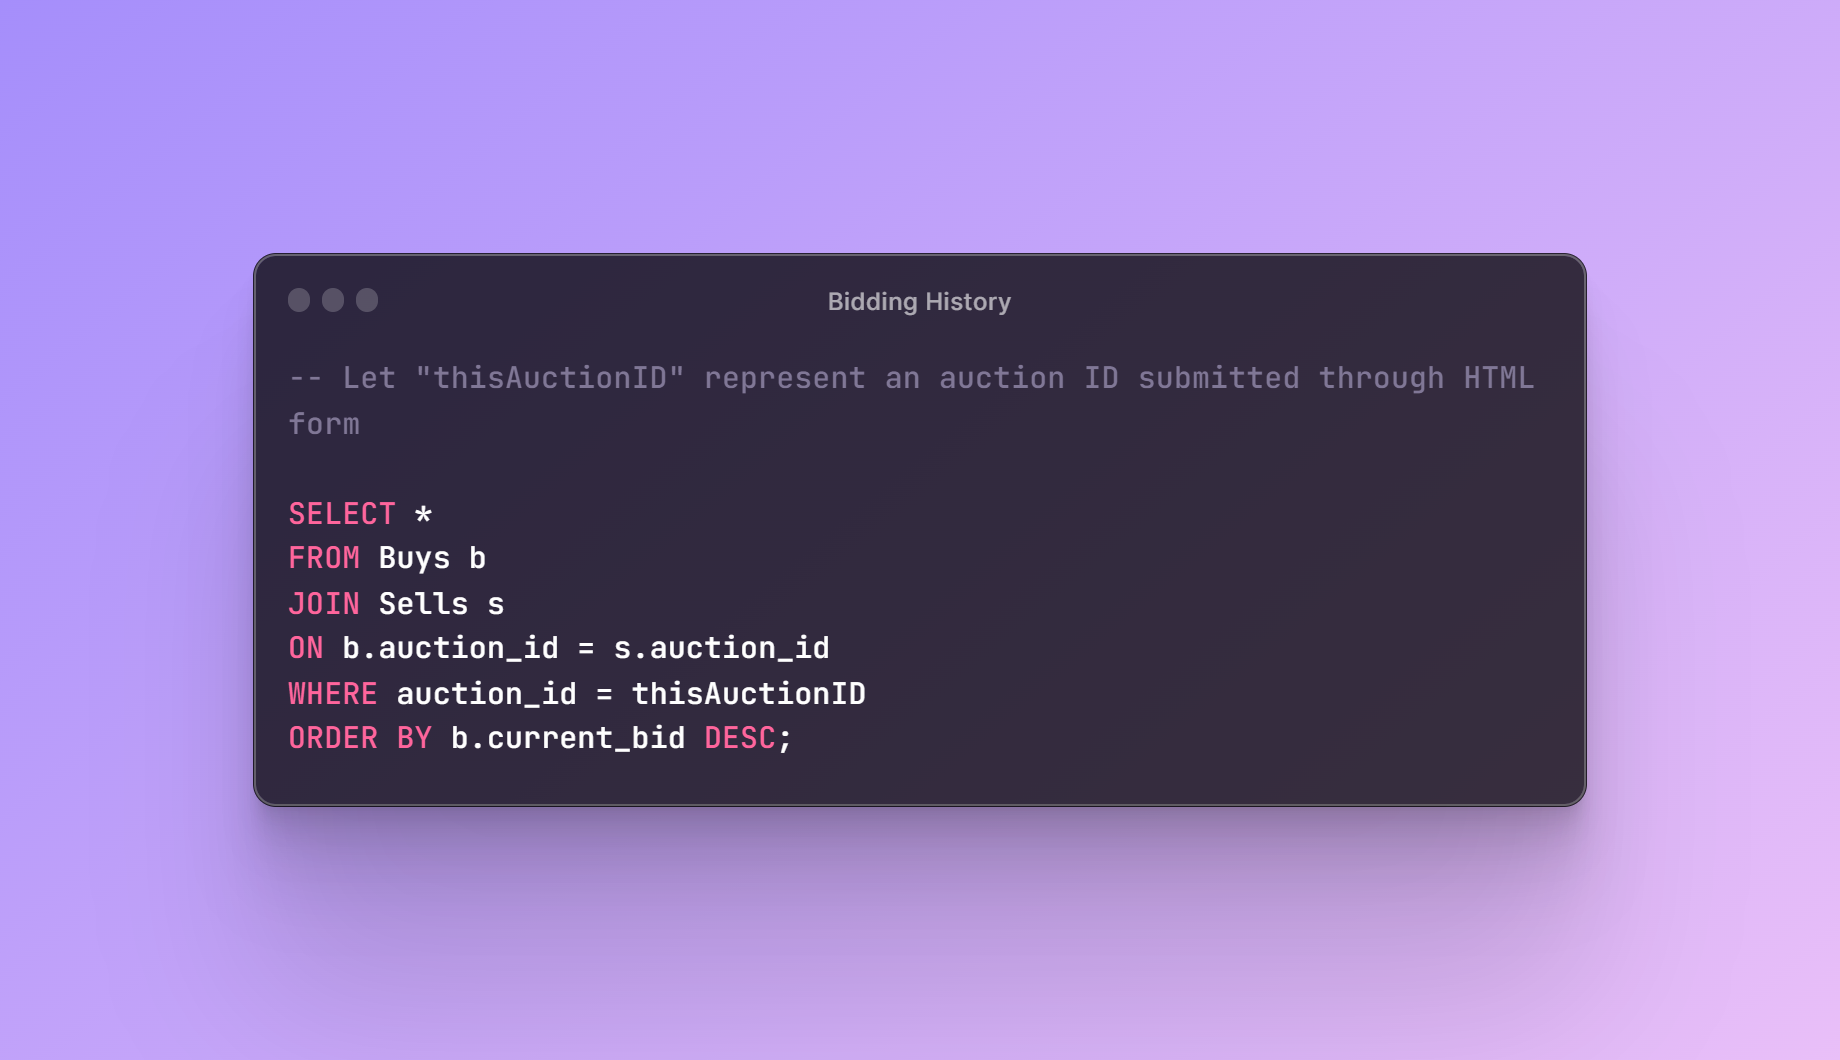 Bidding History
-- Let "thisAuctionID" represent an auction ID submitted through HTML
form
SELECT *
FROM Buys b
JOIN Sells s
ON b.auction_id = s.auction_id
WHERE auction_id = thisAuctionID
ORDER BY b.current_bid DESC;